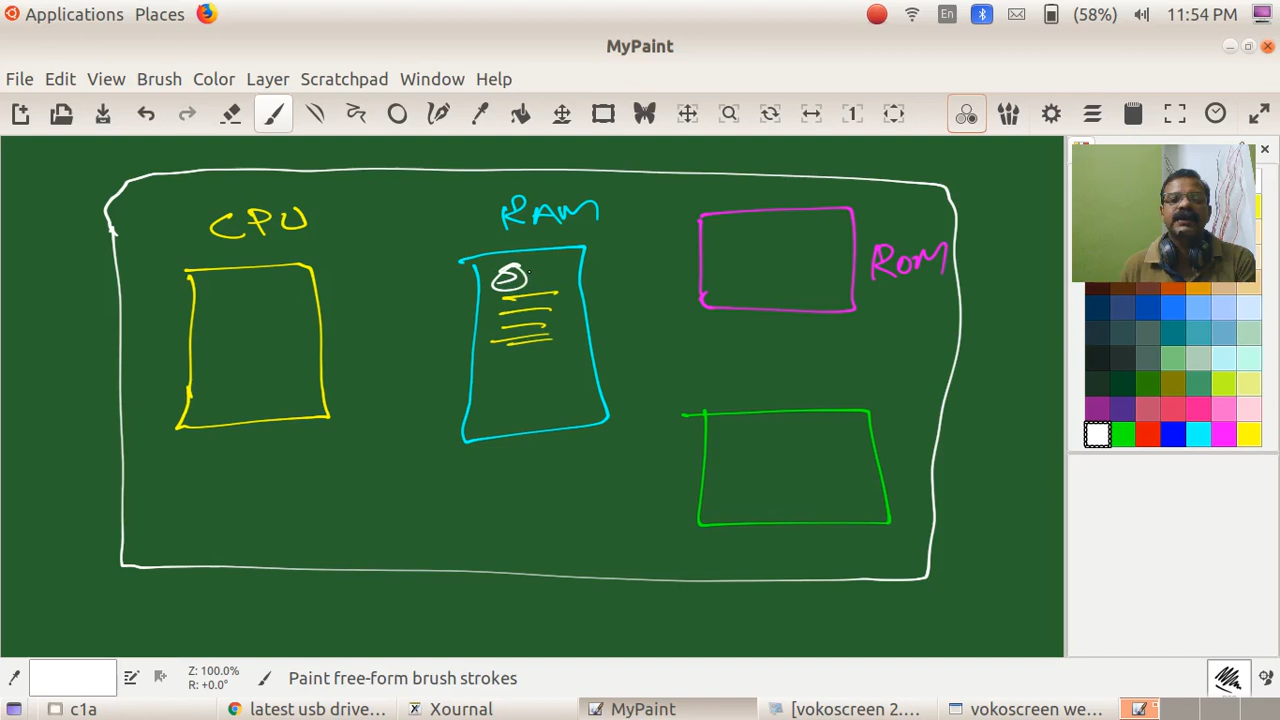 Applications Places En (58%) 11:54 PM
MyPaint
File Edit View Brush Color Layer Scratchpad Window Help
1
CPU
RAM
ROM
Z: 100.0%
R: +0.0°
Paint free-form brush strokes
c1a
latest usb drive...
Xournal
MyPaint
[vokoscreen 2....
vokoscreen we...